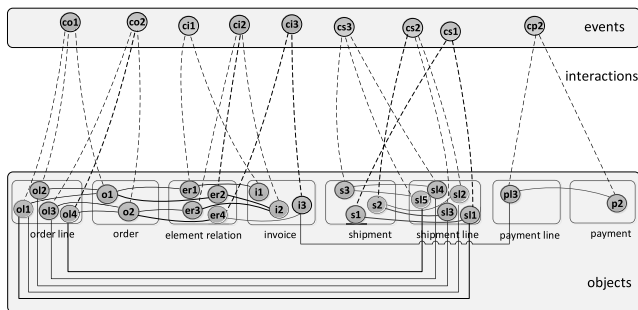 co1 co2 ci1 ci2 ci3 cs3 cs2 cs1 cp2 events
interactions
ol2 o1 er1 er2 i1 s3 sl4 sl2 pl3
ol1 ol3 ol4 o2 er3 er4 i2 i3 s1 s2 sl5 sl3 sl1 p2
order line order element relation invoice shipment shipment line payment line payment
objects